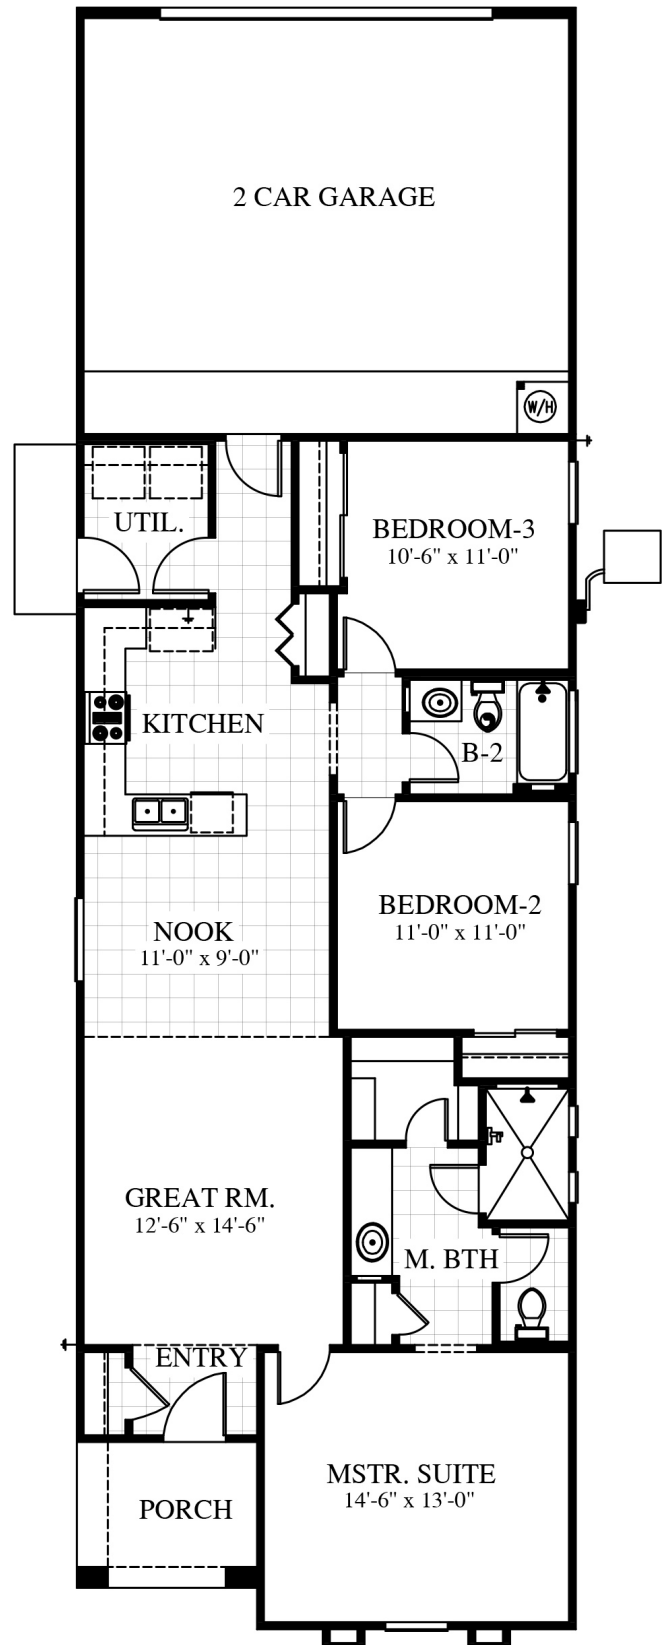 2 CAR GARAGE
W/H
UTIL.
BEDROOM-3
10'-6" x 11'-0"
KITCHEN
B-2
BEDROOM-2
11'-0" x 11'-0"
NOOK
11'-0" x 9'-0"
GREAT RM.
12'-6" x 14'-6"
M. BTH
ENTRY
MSTR. SUITE
14'-6" x 13'-0"
PORCH